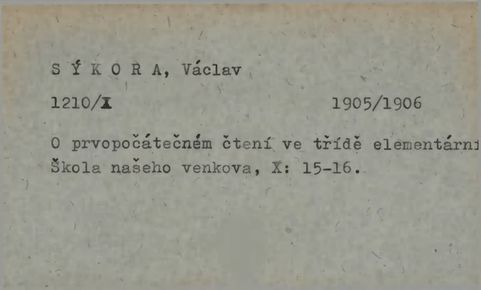 S Ý K O R A, Václav
1210/X 1905/1906
O prvopočátečném čtení ve třídě elementární
Škola našeho venkova, X: 15-16.